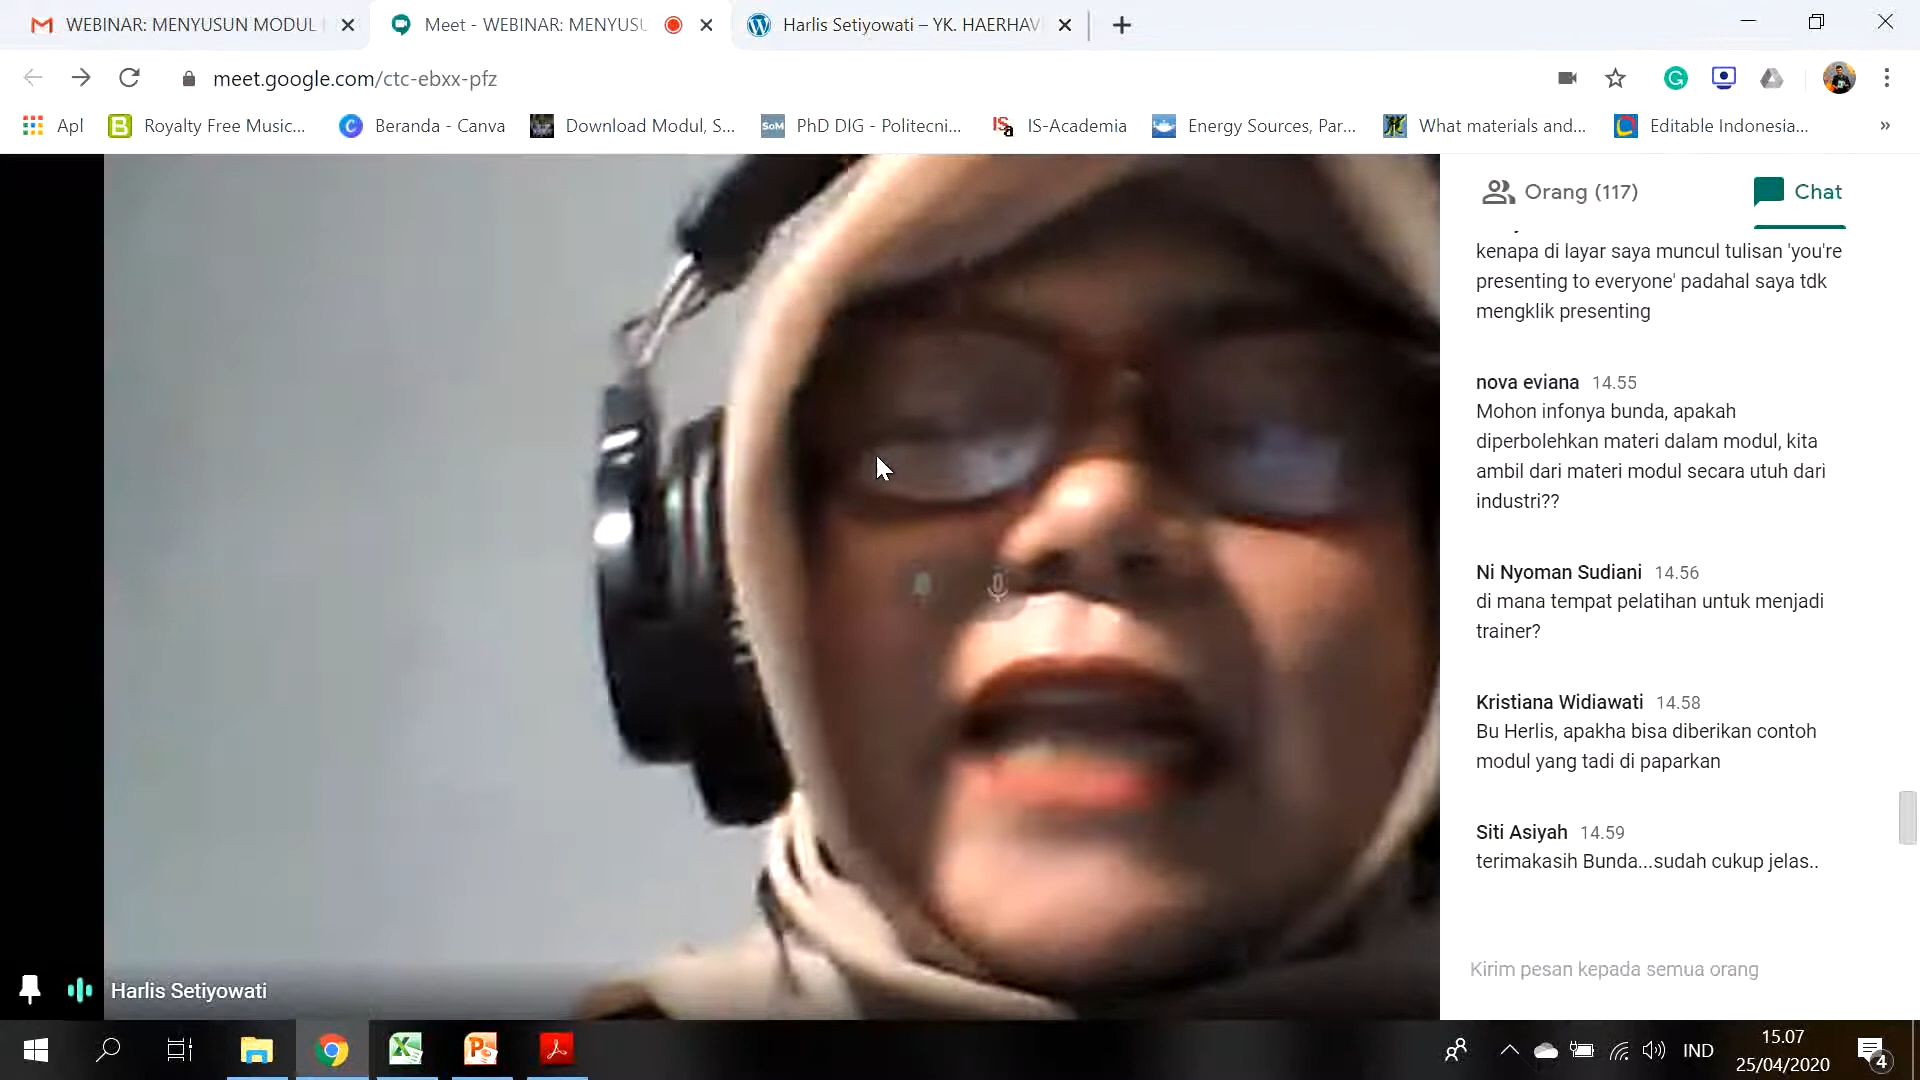 WEBINAR: MENYUSUN MODUL
Meet - WEBINAR: MENYUSU
Harlis Setiyowati – YK. HAERHAV
meet.google.com/ctc-ebxx-pfz
Apl
Royalty Free Music...
Beranda - Canva
Download Modul, S...
SoM
PhD DIG - Politecni...
IS-Academia
Energy Sources, Par...
What materials and...
Editable Indonesia...
»
Orang (117)
Chat
kenapa di layar saya muncul tulisan 'you're
presenting to everyone' padahal saya tdk
mengklik presenting
nova eviana 14.55
Mohon infonya bunda, apakah
diperbolehkan materi dalam modul, kita
ambil dari materi modul secara utuh dari
industri??
Ni Nyoman Sudiani 14.56
di mana tempat pelatihan untuk menjadi
trainer?
Kristiana Widiawati 14.58
Bu Herlis, apakha bisa diberikan contoh
modul yang tadi di paparkan
Siti Asiyah 14.59
terimakasih Bunda...sudah cukup jelas..
Kirim pesan kepada semua orang
Harlis Setiyowati
IND
15.07
25/04/2020
4